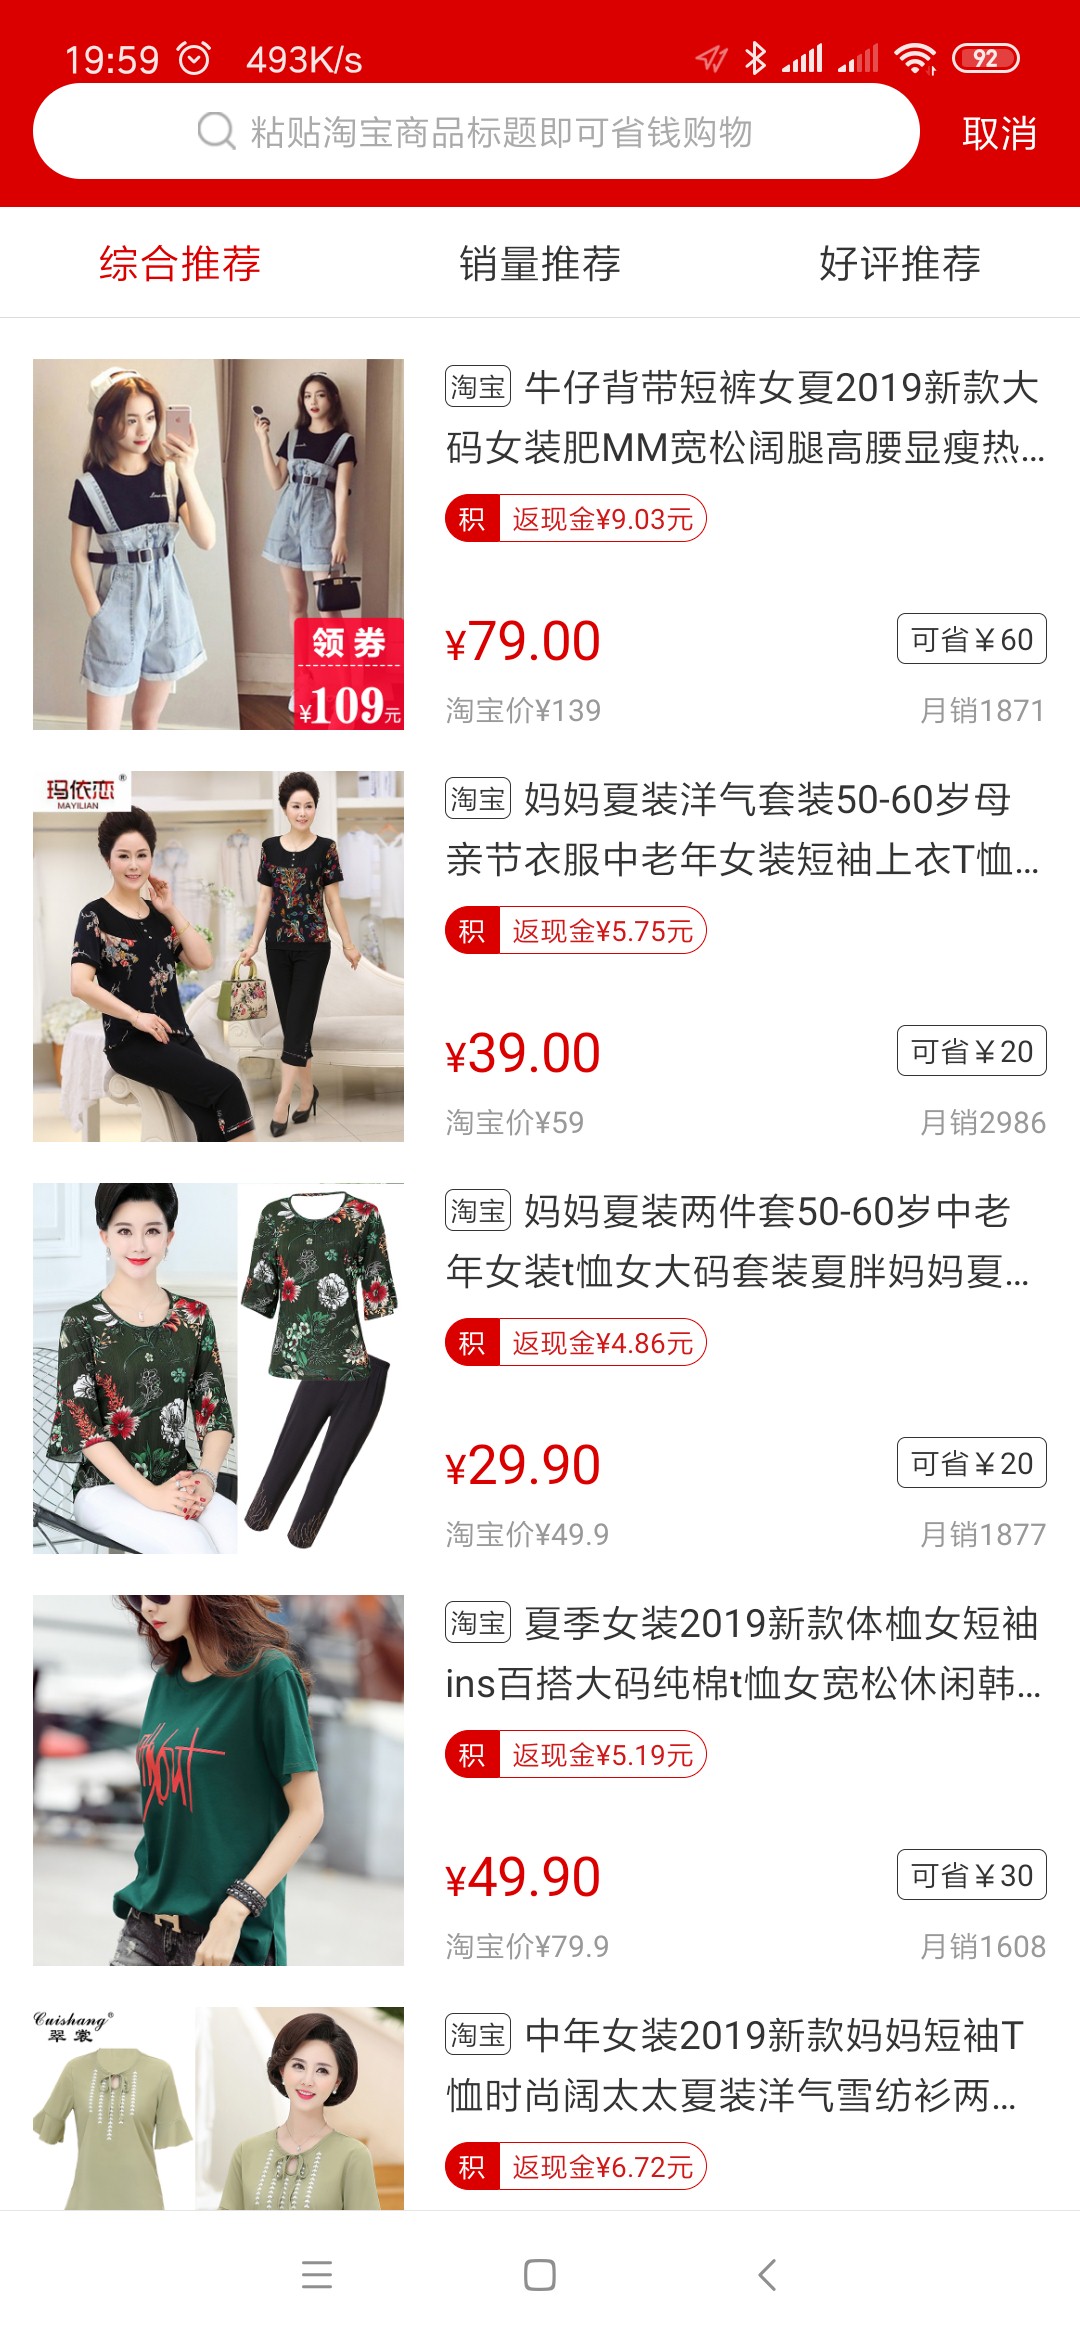 19:59 493K/s 92
粘贴淘宝商品标题即可省钱购物 取消
综合推荐 销量推荐 好评推荐
领券
¥109元
淘宝 牛仔背带短裤女夏2019新款大
码女装肥MM宽松阔腿高腰显瘦热...
积 返现金¥9.03元
¥79.00 可省￥60
淘宝价¥139 月销1871
玛依恋®
MAYILIAN
淘宝 妈妈夏装洋气套装50-60岁母
亲节衣服中老年女装短袖上衣T恤...
积 返现金¥5.75元
¥39.00 可省￥20
淘宝价¥59 月销2986
淘宝 妈妈夏装两件套50-60岁中老
年女装t恤女大码套装夏胖妈妈夏...
积 返现金¥4.86元
¥29.90 可省￥20
淘宝价¥49.9 月销1877
淘宝 夏季女装2019新款体桖女短袖
ins百搭大码纯棉t恤女宽松休闲韩...
积 返现金¥5.19元
¥49.90 可省￥30
淘宝价¥79.9 月销1608
Cuishang®
翠裳
淘宝 中年女装2019新款妈妈短袖T
恤时尚阔太太夏装洋气雪纺衫两...
积 返现金¥6.72元